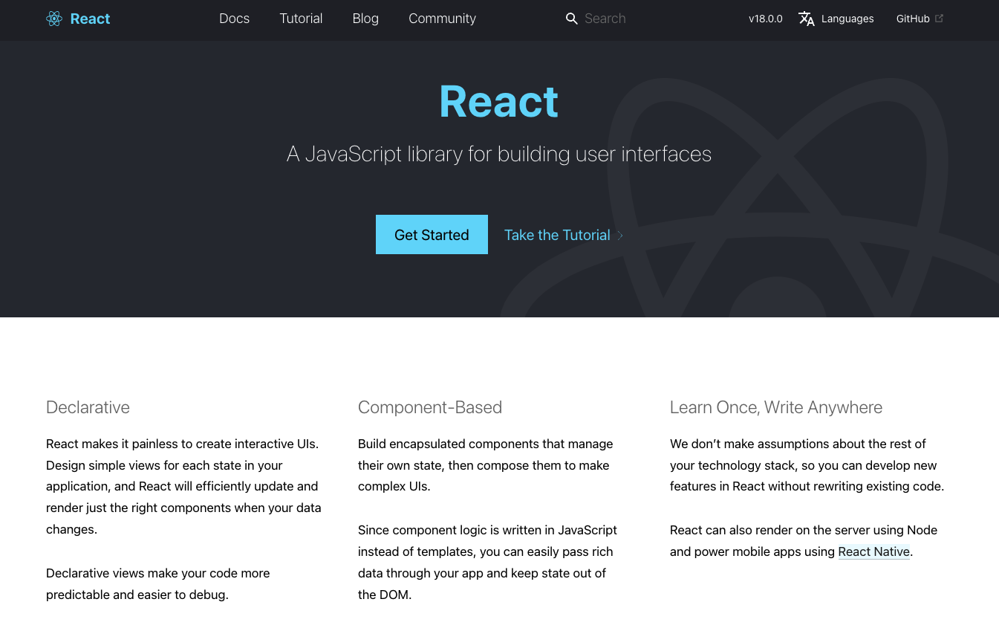 React
Docs
Tutorial
Blog
Community
Search
v18.0.0
Languages
GitHub
React
A JavaScript library for building user interfaces
Get Started
Take the Tutorial
Declarative
React makes it painless to create interactive UIs.
Design simple views for each state in your
application, and React will efficiently update and
render just the right components when your data
changes.
Declarative views make your code more
predictable and easier to debug.
Component-Based
Build encapsulated components that manage
their own state, then compose them to make
complex UIs.
Since component logic is written in JavaScript
instead of templates, you can easily pass rich
data through your app and keep state out of
the DOM.
Learn Once, Write Anywhere
We don’t make assumptions about the rest of
your technology stack, so you can develop new
features in React without rewriting existing code.
React can also render on the server using Node
and power mobile apps using React Native.